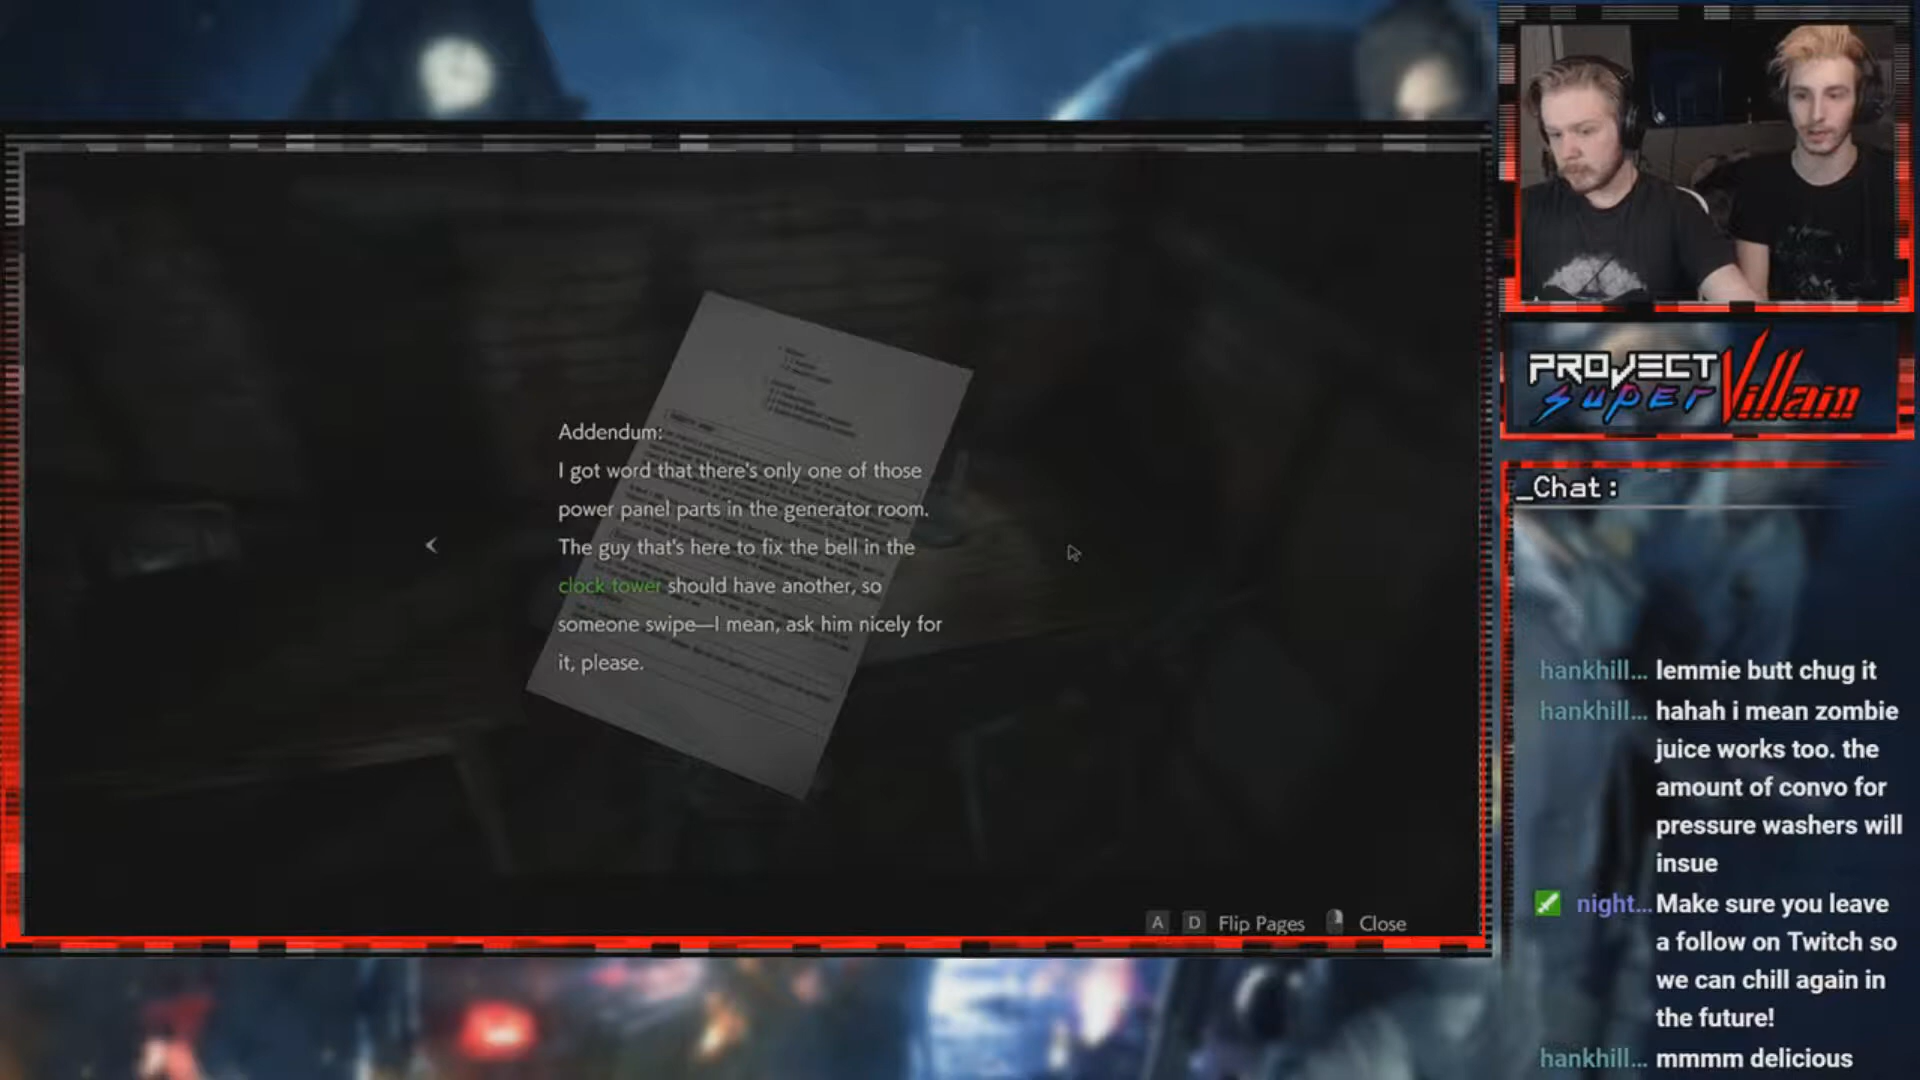 Addendum:
I got word that there's only one of those
power panel parts in the generator room.
The guy that's here to fix the bell in the
clock tower should have another, so
someone swipe—I mean, ask him nicely for
it, please.
A D Flip Pages Close
PROJECT
super Villain
_Chat:
hankhill... lemmie butt chug it
hankhill... hahah i mean zombie
juice works too. the
amount of convo for
pressure washers will
insue
night... Make sure you leave
a follow on Twitch so
we can chill again in
the future!
hankhill... mmmm delicious